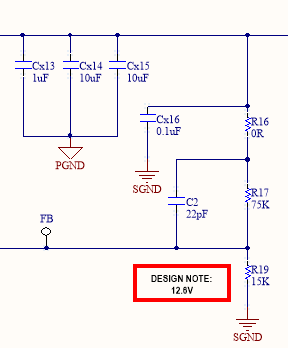 Cx13
1uF
Cx14
10uF
Cx15
10uF
PGND
Cx16
0.1uF
SGND
R16
0R
C2
22pF
R17
75K
FB
DESIGN NOTE:
12.6V
R19
15K
SGND